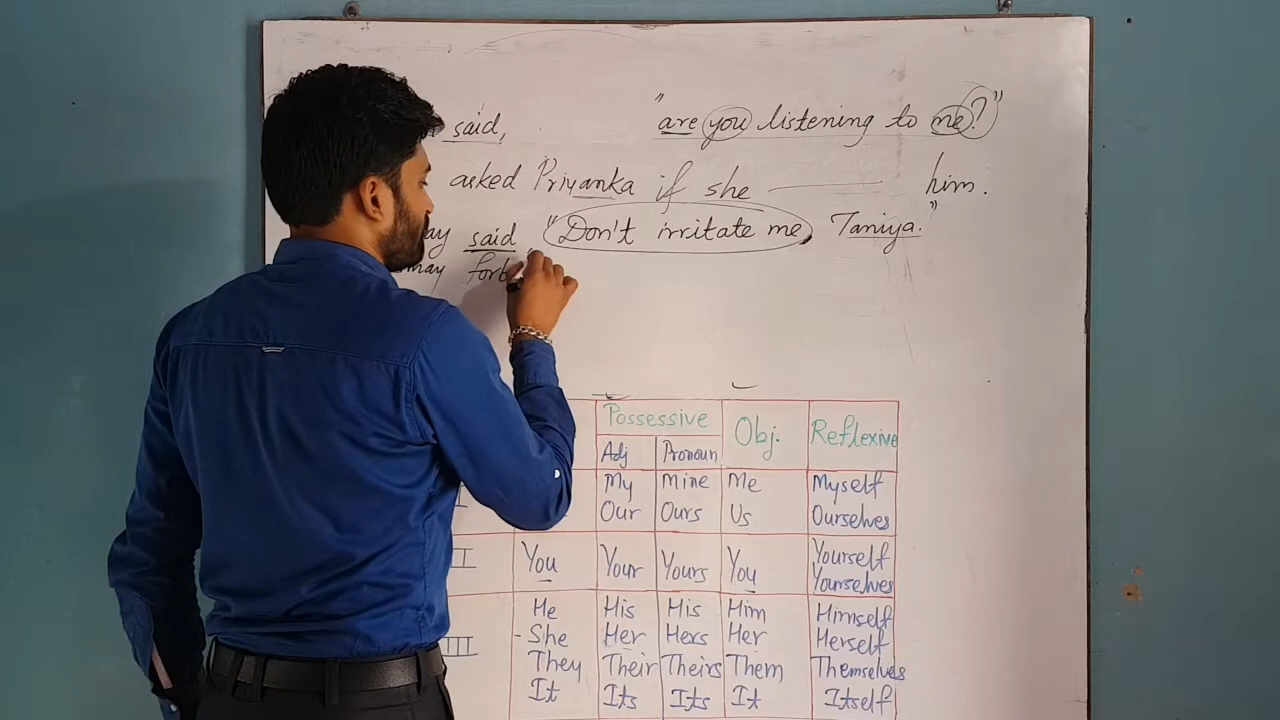 said, "are you listening to me?"
asked Priyanka if she ——— him.
said "Don't irritate me, Taniya."
may forb
Possessive Obj. Reflexive
Adj Pronoun
My Mine Me Myself
Our Ours Us Ourselves
You Your Yours You Yourself
Yourselves
He His His Him Himself
III She Her Hers Her Herself
They Their Theirs Them Themselves
It Its Its It Itself